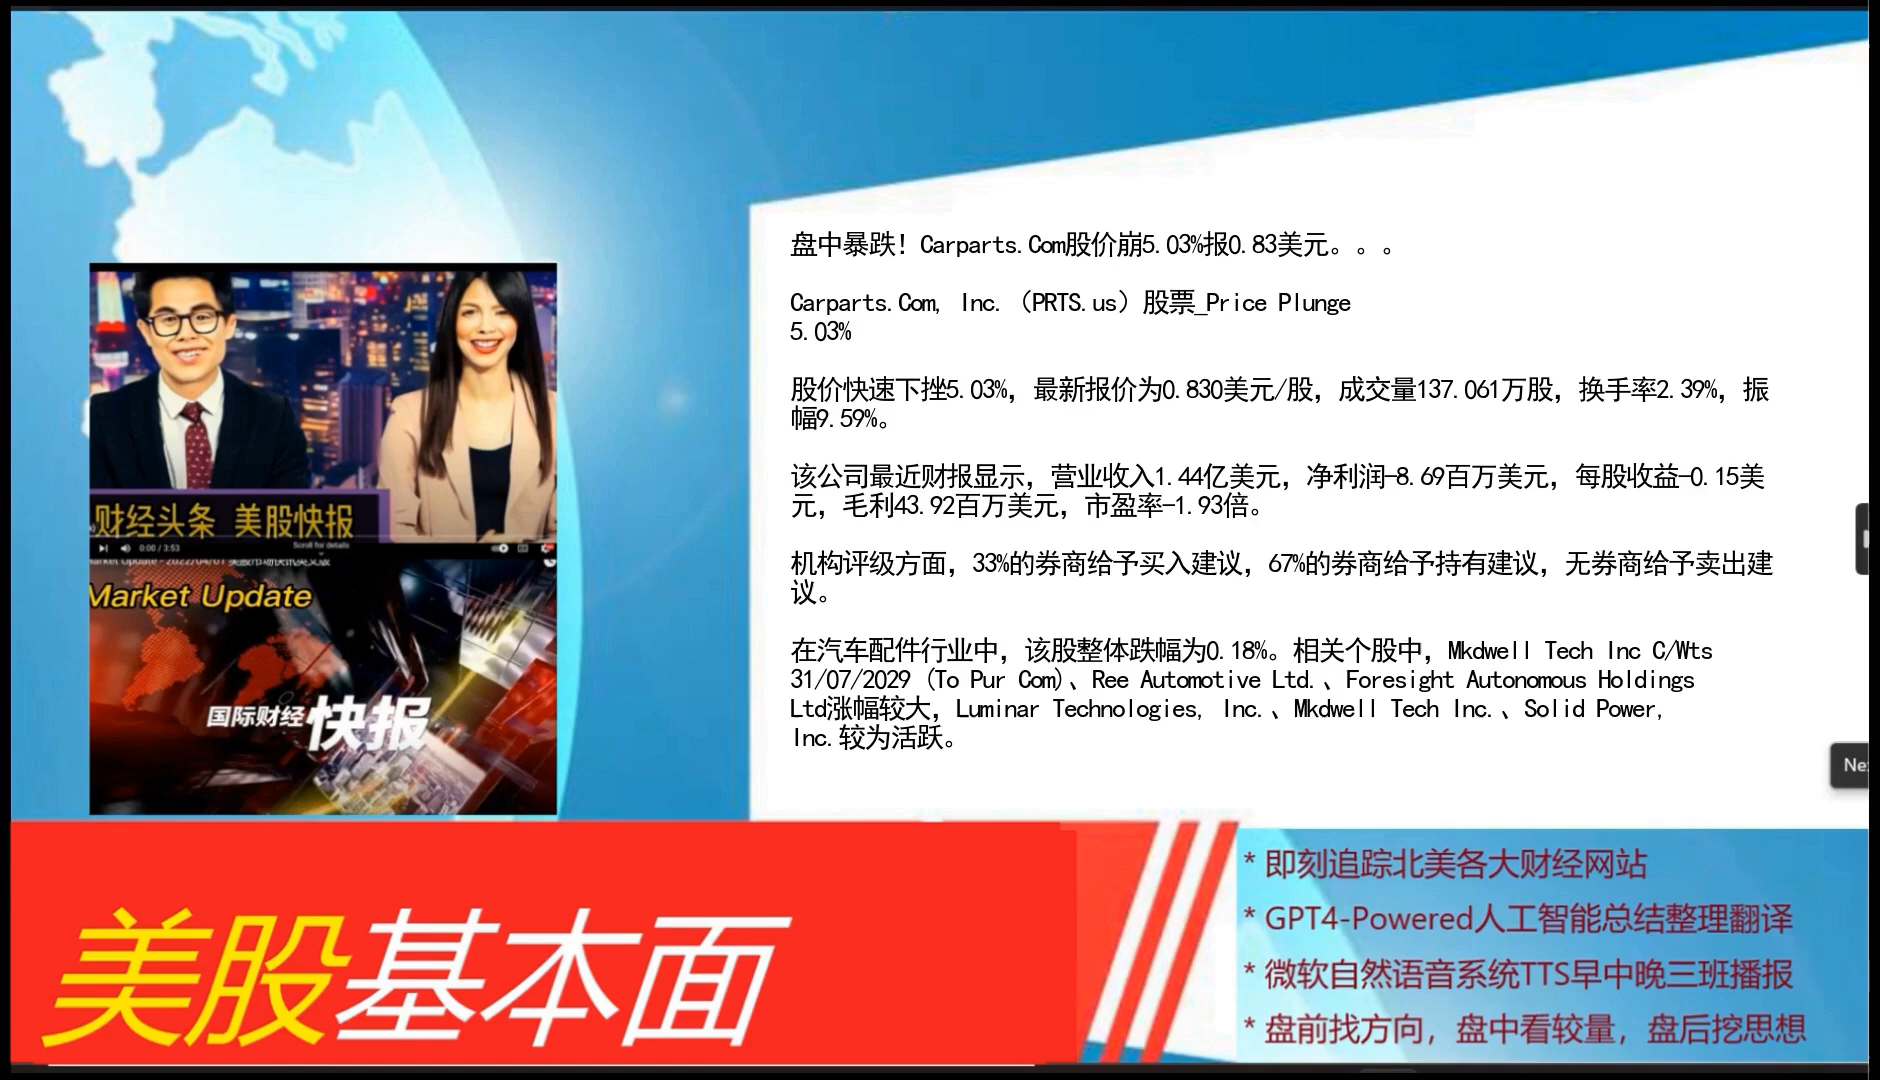 盘中暴跌！Carparts.Com股价崩5.03%报0.83美元。。。
Carparts.Com, Inc.（PRTS.us）股票_Price Plunge
5.03%
股价快速下挫5.03%，最新报价为0.830美元/股，成交量137.061万股，换手率2.39%，振
幅9.59%。
该公司最近财报显示，营业收入1.44亿美元，净利润-8.69百万美元，每股收益-0.15美
元，毛利43.92百万美元，市盈率-1.93倍。
机构评级方面，33%的券商给予买入建议，67%的券商给予持有建议，无券商给予卖出建
议。
在汽车配件行业中，该股整体跌幅为0.18%。相关个股中，Mkdwell Tech Inc C/Wts
31/07/2029 (To Pur Com)、Ree Automotive Ltd.、Foresight Autonomous Holdings
Ltd涨幅较大，Luminar Technologies, Inc.、Mkdwell Tech Inc.、Solid Power,
Inc.较为活跃。
财经头条 美股快报
0:00 / 3:53
Scroll for details
Market Update
国际财经快报
美股基本面
* 即刻追踪北美各大财经网站
* GPT4-Powered人工智能总结整理翻译
* 微软自然语音系统TTS早中晚三班播报
* 盘前找方向，盘中看较量，盘后挖思想